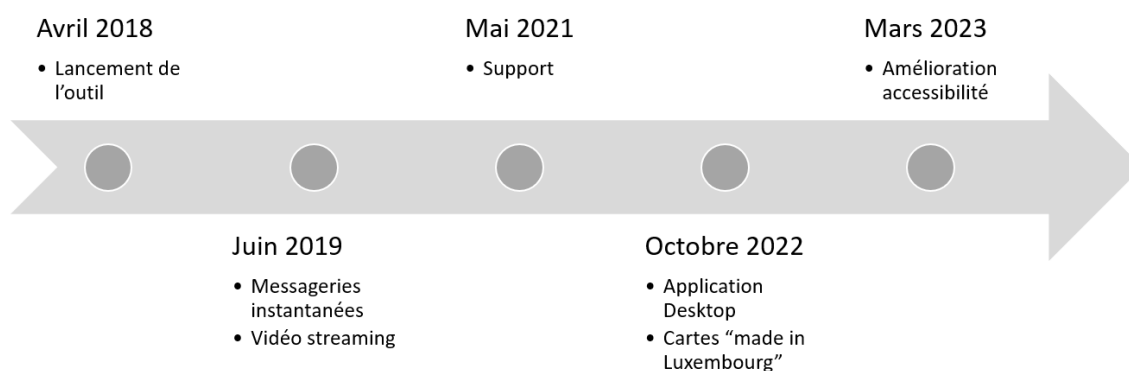 Avril 2018
• Lancement de
l’outil
Juin 2019
• Messageries
instantanées
• Vidéo streaming
Mai 2021
• Support
Octobre 2022
• Application
Desktop
• Cartes “made in
Luxembourg”
Mars 2023
• Amélioration
accessibilité